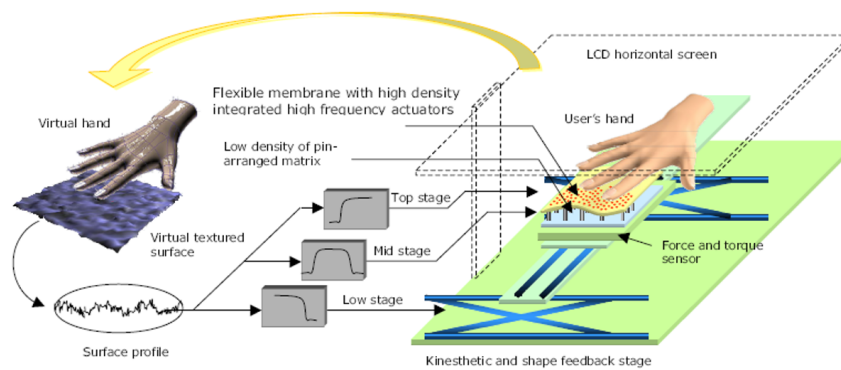 LCD horizontal screen
Flexible membrane with high density
integrated high frequency actuators
Virtual hand
User's hand
Low density of pin-
arranged matrix
Top stage
Virtual textured
surface
Mid stage
Force and torque
sensor
Low stage
Surface profile
Kinesthetic and shape feedback stage